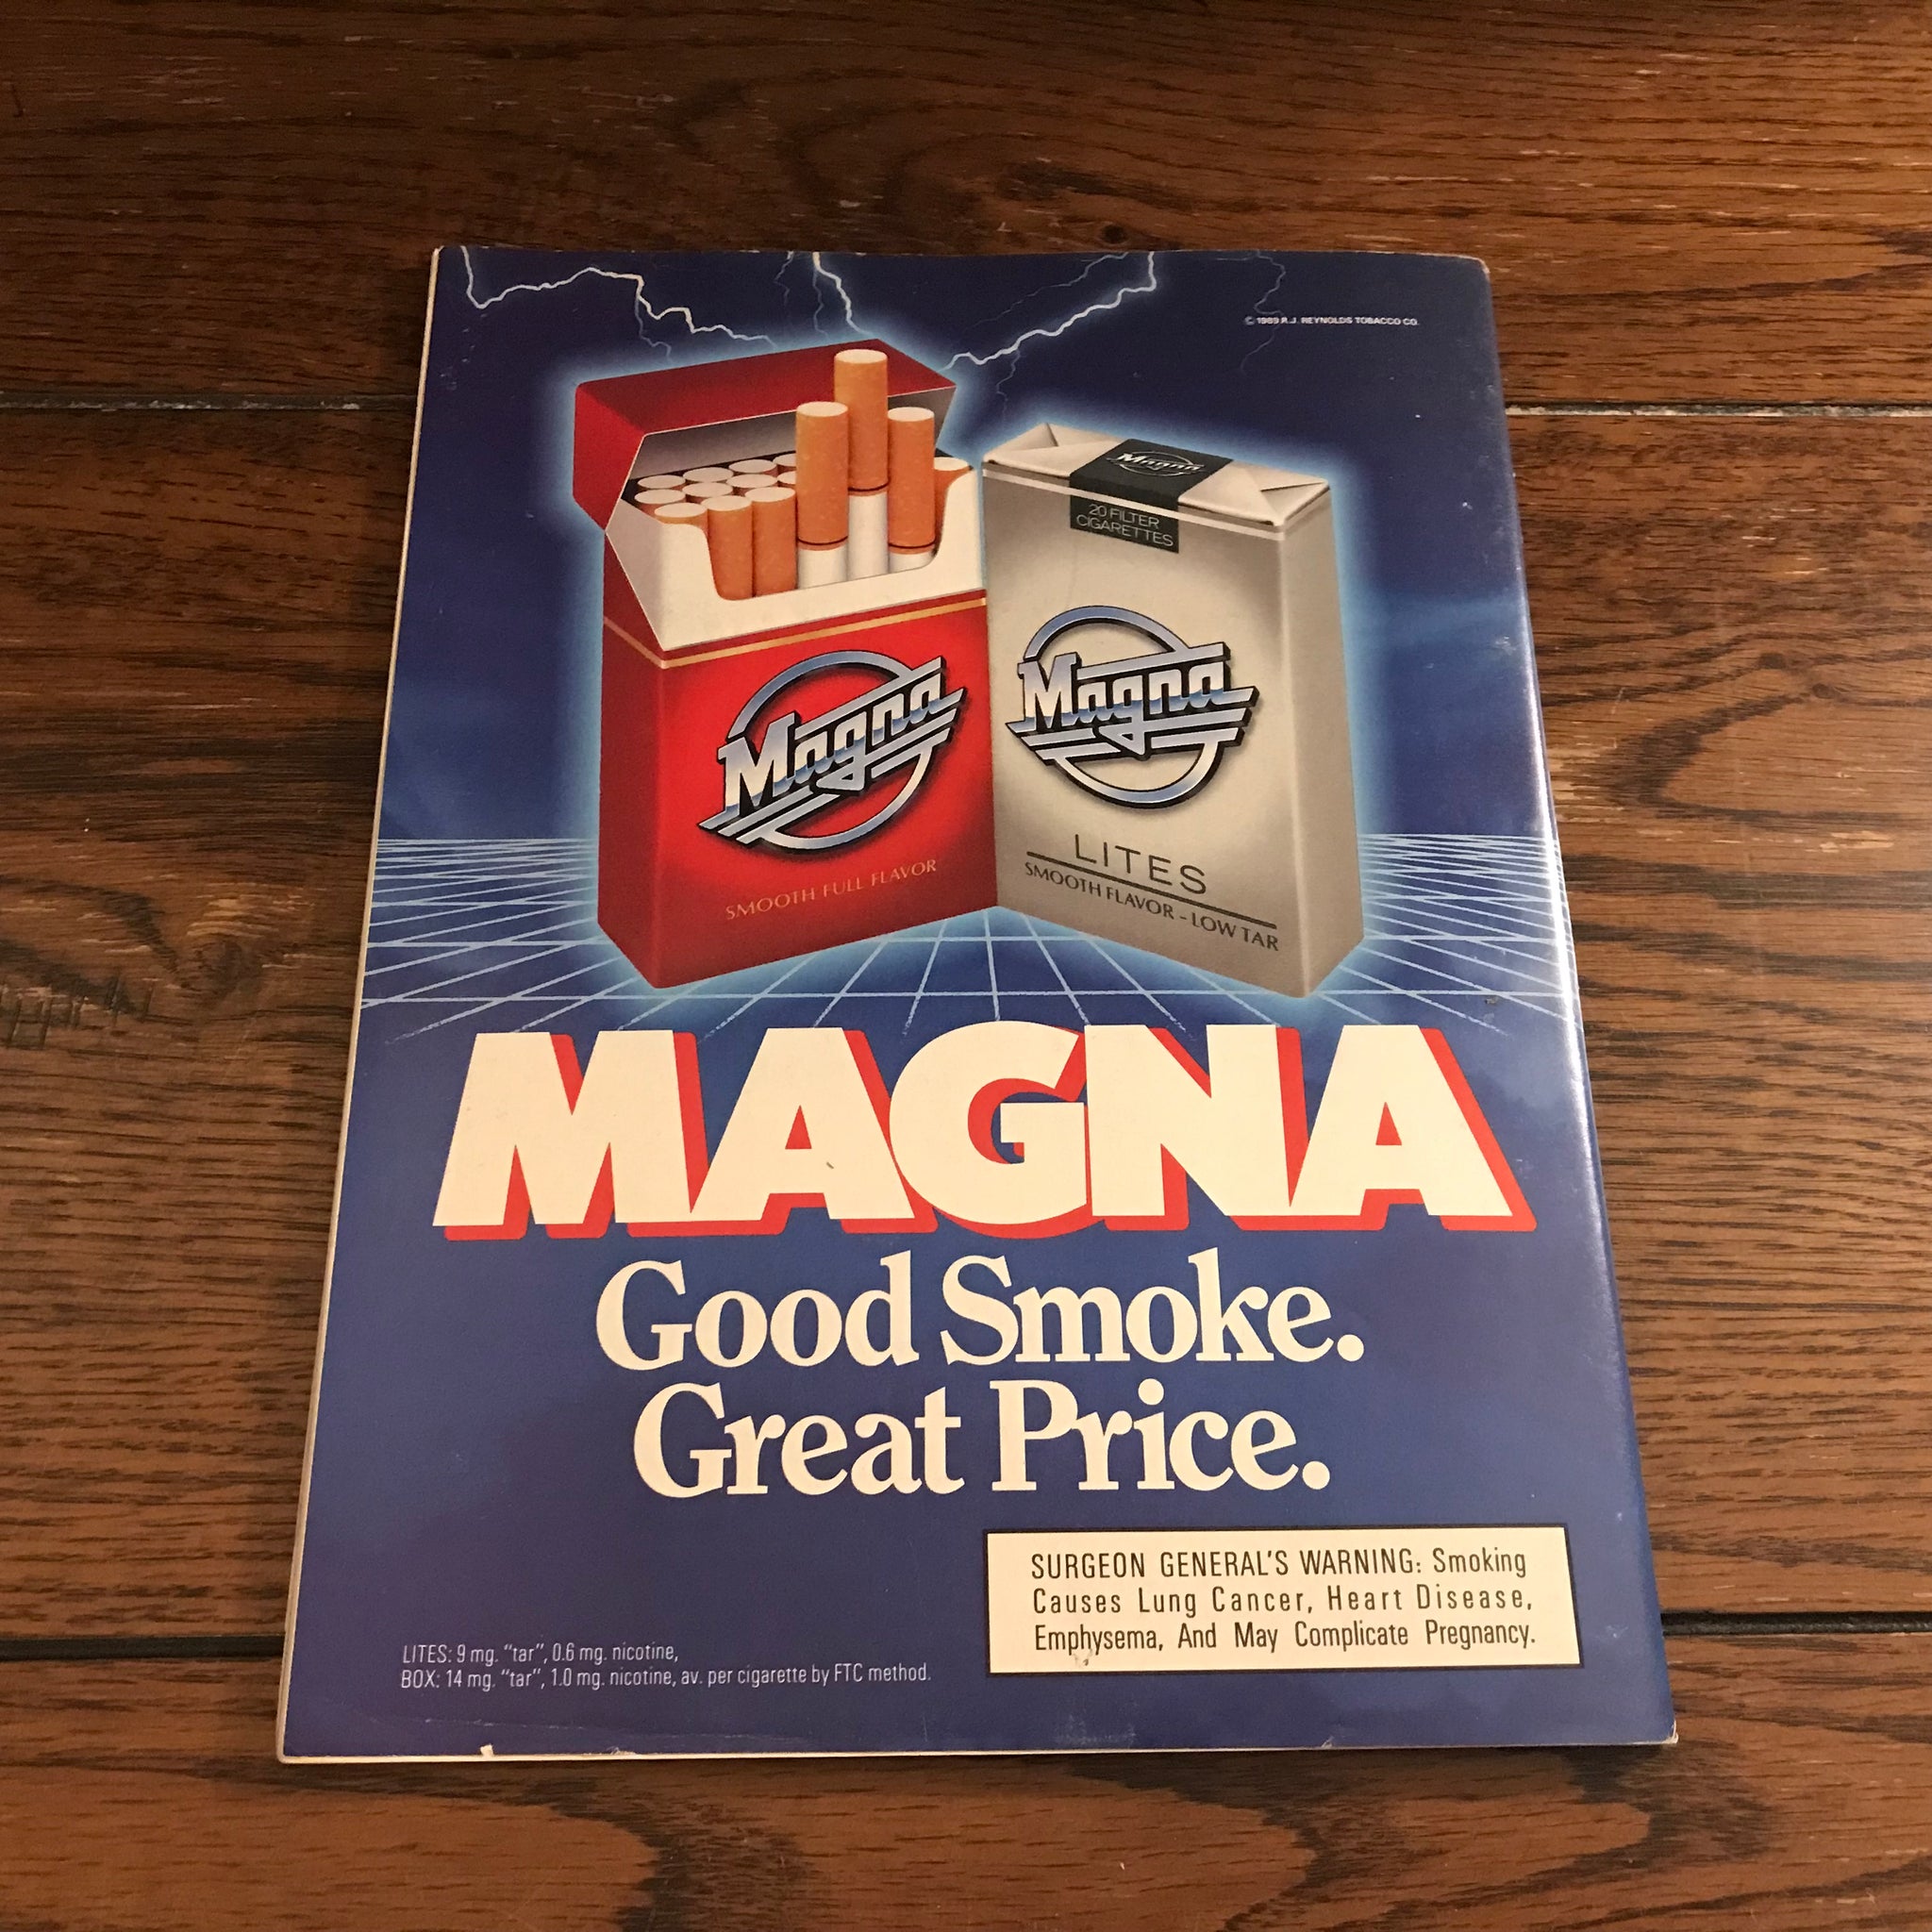 © 1989 R.J. REYNOLDS TOBACCO CO.
Magna
20 FILTER
CIGARETTES
Magna
SMOOTH FULL FLAVOR
Magna
LITES
SMOOTH FLAVOR - LOW TAR
MAGNA
Good Smoke.
Great Price.
SURGEON GENERAL'S WARNING: Smoking
Causes Lung Cancer, Heart Disease,
Emphysema, And May Complicate Pregnancy.
LITES: 9 mg. "tar", 0.6 mg. nicotine,
BOX: 14 mg. "tar", 1.0 mg. nicotine, av. per cigarette by FTC method.